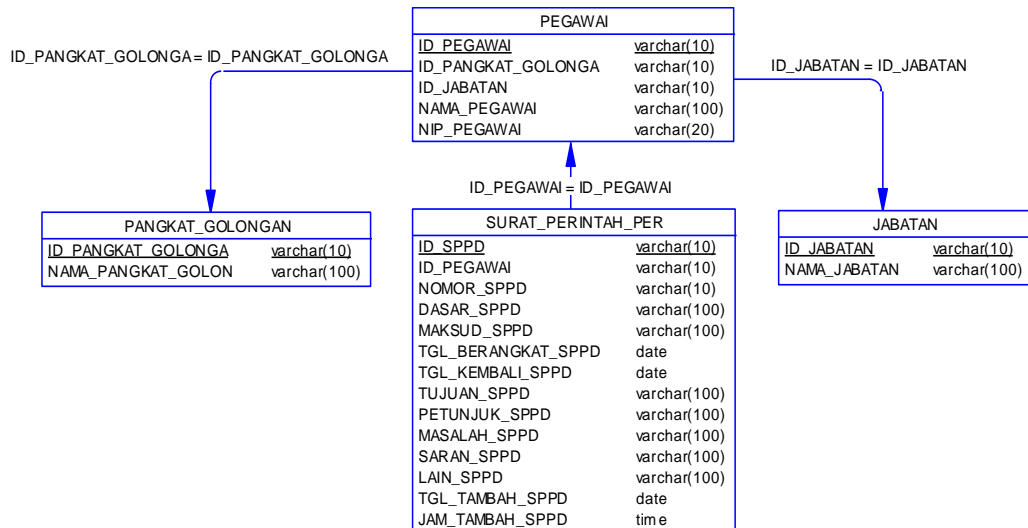 PEGAWAI
ID_PEGAWAI varchar(10)
ID_PANGKAT_GOLONGA varchar(10)
ID_JABATAN varchar(10)
NAMA_PEGAWAI varchar(100)
NIP_PEGAWAI varchar(20)
ID_PANGKAT_GOLONGA = ID_PANGKAT_GOLONGA
ID_JABATAN = ID_JABATAN
ID_PEGAWAI = ID_PEGAWAI
PANGKAT_GOLONGAN
ID_PANGKAT_GOLONGA varchar(10)
NAMA_PANGKAT_GOLON varchar(100)
SURAT_PERINTAH_PER
ID_SPPD varchar(10)
ID_PEGAWAI varchar(10)
NOMOR_SPPD varchar(10)
DASAR_SPPD varchar(100)
MAKSUD_SPPD varchar(100)
TGL_BERANGKAT_SPPD date
TGL_KEMBALI_SPPD date
TUJUAN_SPPD varchar(100)
PETUNJUK_SPPD varchar(100)
MASALAH_SPPD varchar(100)
SARAN_SPPD varchar(100)
LAIN_SPPD varchar(100)
TGL_TAMBAH_SPPD date
JAM_TAMBAH_SPPD time
JABATAN
ID_JABATAN varchar(10)
NAMA_JABATAN varchar(100)